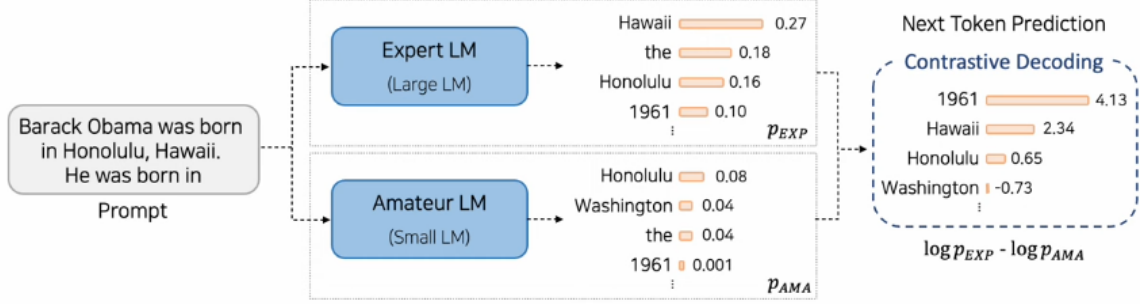 Barack Obama was born
in Honolulu, Hawaii.
He was born in
Prompt
Expert LM
(Large LM)
Hawaii 0.27
the 0.18
Honolulu 0.16
1961 0.10
⋮
p_EXP
Amateur LM
(Small LM)
Honolulu 0.08
Washington 0.04
the 0.04
1961 0.001
⋮
p_AMA
Next Token Prediction
Contrastive Decoding
1961 4.13
Hawaii 2.34
Honolulu 0.65
Washington -0.73
⋮
log p_EXP - log p_AMA